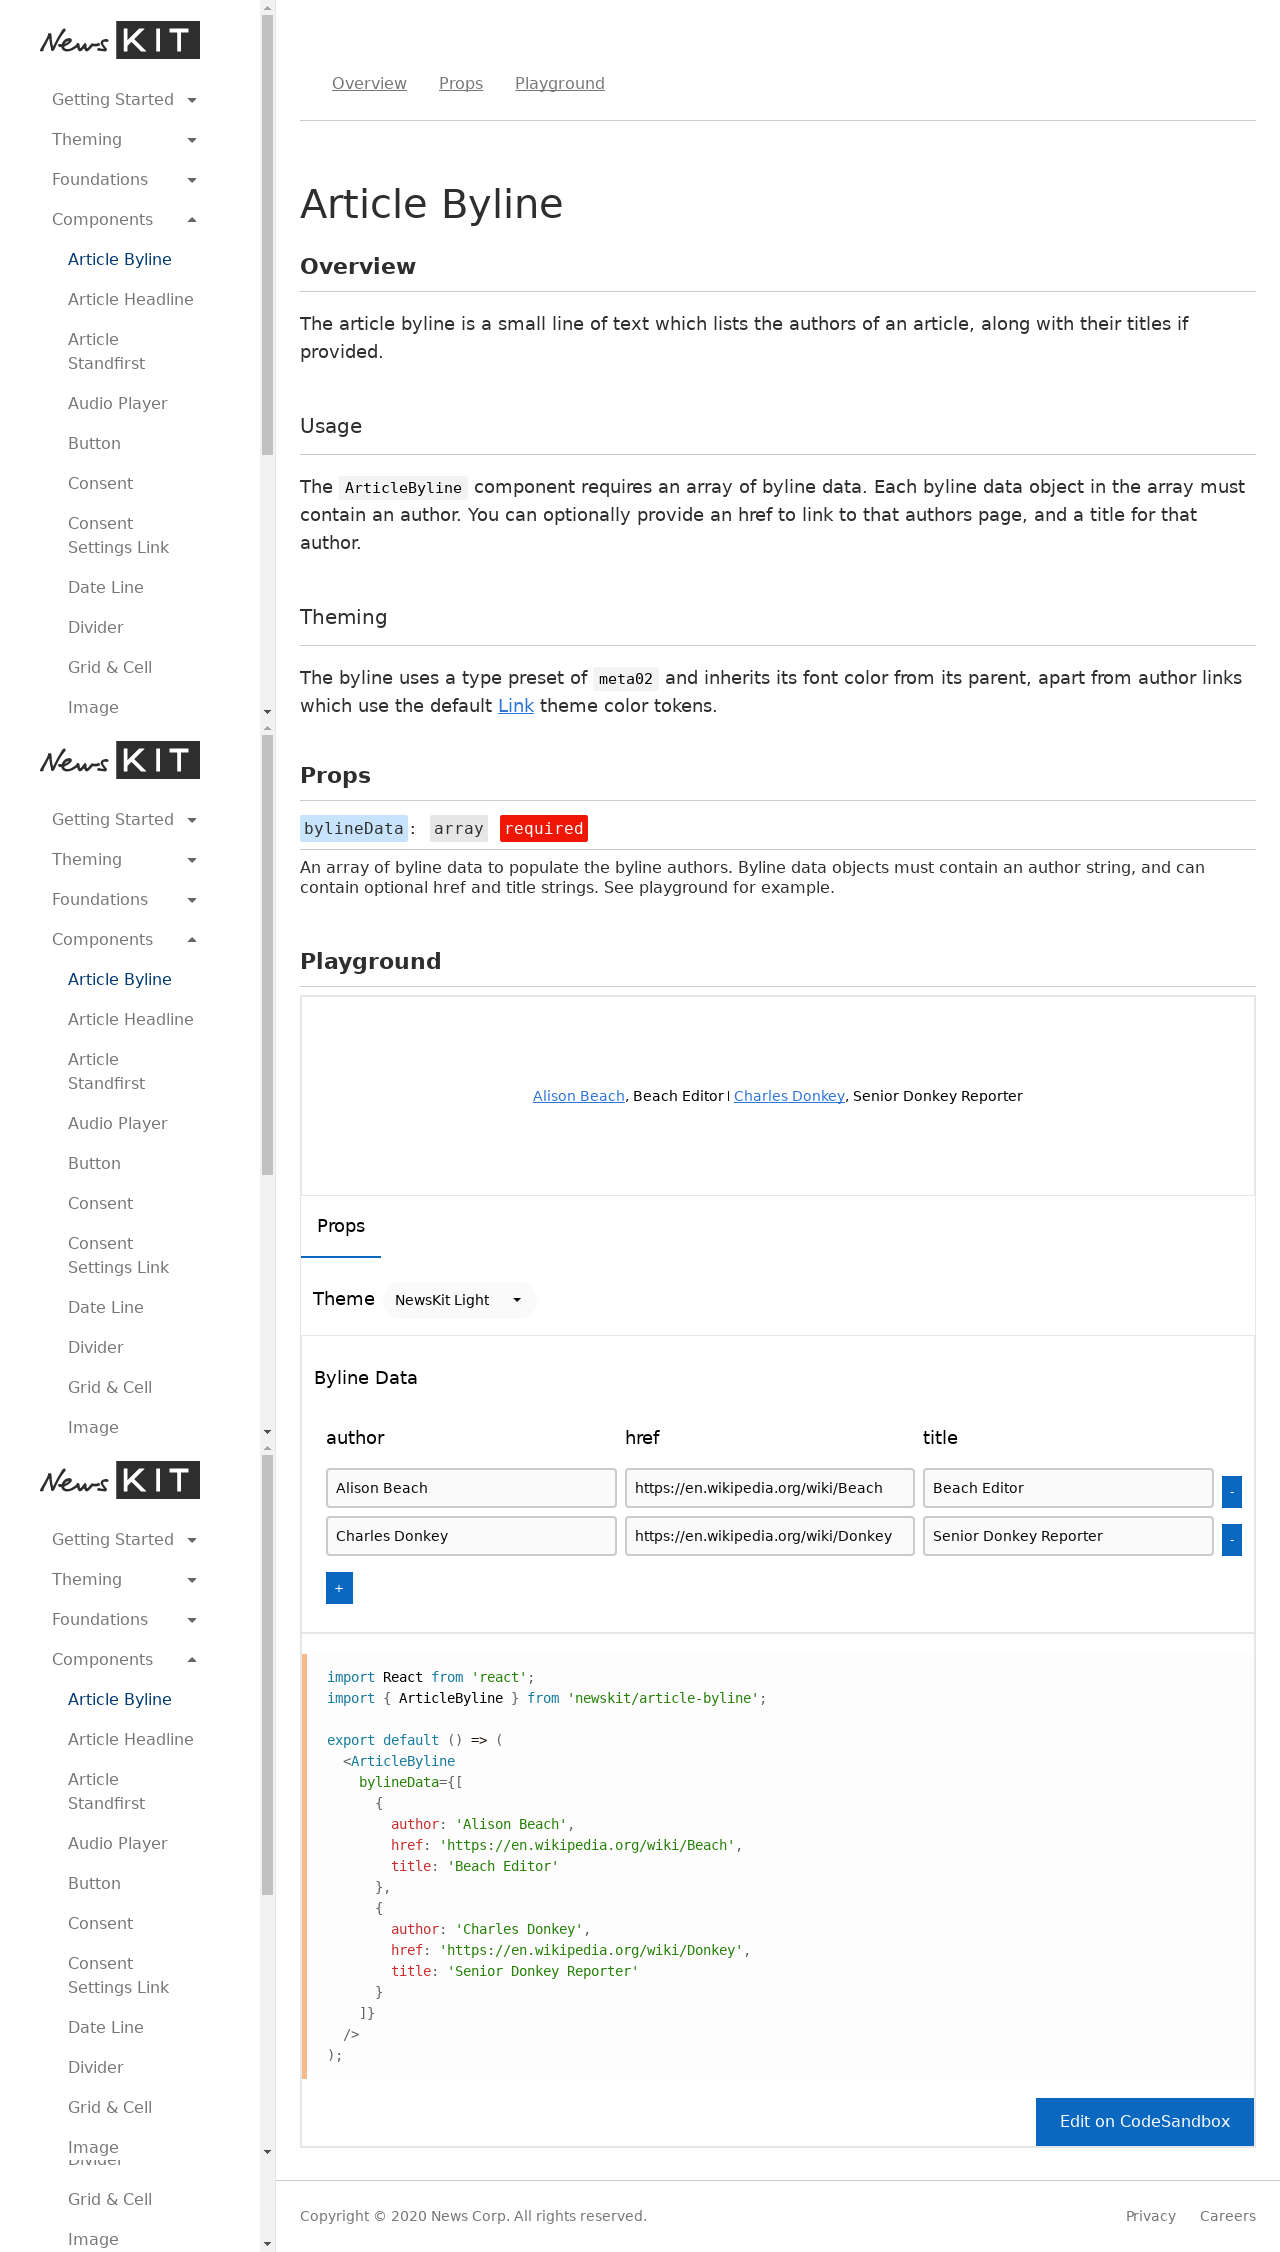 News KIT
Getting Started
Theming
Foundations
Components
Article Byline
Article Headline
Article
Standfirst
Audio Player
Button
Consent
Consent
Settings Link
Date Line
Divider
Grid & Cell
Image
News KIT
Getting Started
Theming
Foundations
Components
Article Byline
Article Headline
Article
Standfirst
Audio Player
Button
Consent
Consent
Settings Link
Date Line
Divider
Grid & Cell
Image
News KIT
Getting Started
Theming
Foundations
Components
Article Byline
Article Headline
Article
Standfirst
Audio Player
Button
Consent
Consent
Settings Link
Date Line
Divider
Grid & Cell
Image
Divider
Grid & Cell
Image
Overview Props Playground
Article Byline
Overview
The article byline is a small line of text which lists the authors of an article, along with their titles if
provided.
Usage
The ArticleByline component requires an array of byline data. Each byline data object in the array must
contain an author. You can optionally provide an href to link to that authors page, and a title for that
author.
Theming
The byline uses a type preset of meta02 and inherits its font color from its parent, apart from author links
which use the default Link theme color tokens.
Props
bylineData: array required
An array of byline data to populate the byline authors. Byline data objects must contain an author string, and can
contain optional href and title strings. See playground for example.
Playground
Alison Beach, Beach Editor | Charles Donkey, Senior Donkey Reporter
Props
Theme NewsKit Light
Byline Data
author href title
Alison Beach https://en.wikipedia.org/wiki/Beach Beach Editor -
Charles Donkey https://en.wikipedia.org/wiki/Donkey Senior Donkey Reporter -
+
import React from 'react';
import { ArticleByline } from 'newskit/article-byline';
export default () => (
<ArticleByline
bylineData={[
{
author: 'Alison Beach',
href: 'https://en.wikipedia.org/wiki/Beach',
title: 'Beach Editor'
},
{
author: 'Charles Donkey',
href: 'https://en.wikipedia.org/wiki/Donkey',
title: 'Senior Donkey Reporter'
}
]}
/>
);
Edit on CodeSandbox
Copyright © 2020 News Corp. All rights reserved. Privacy Careers